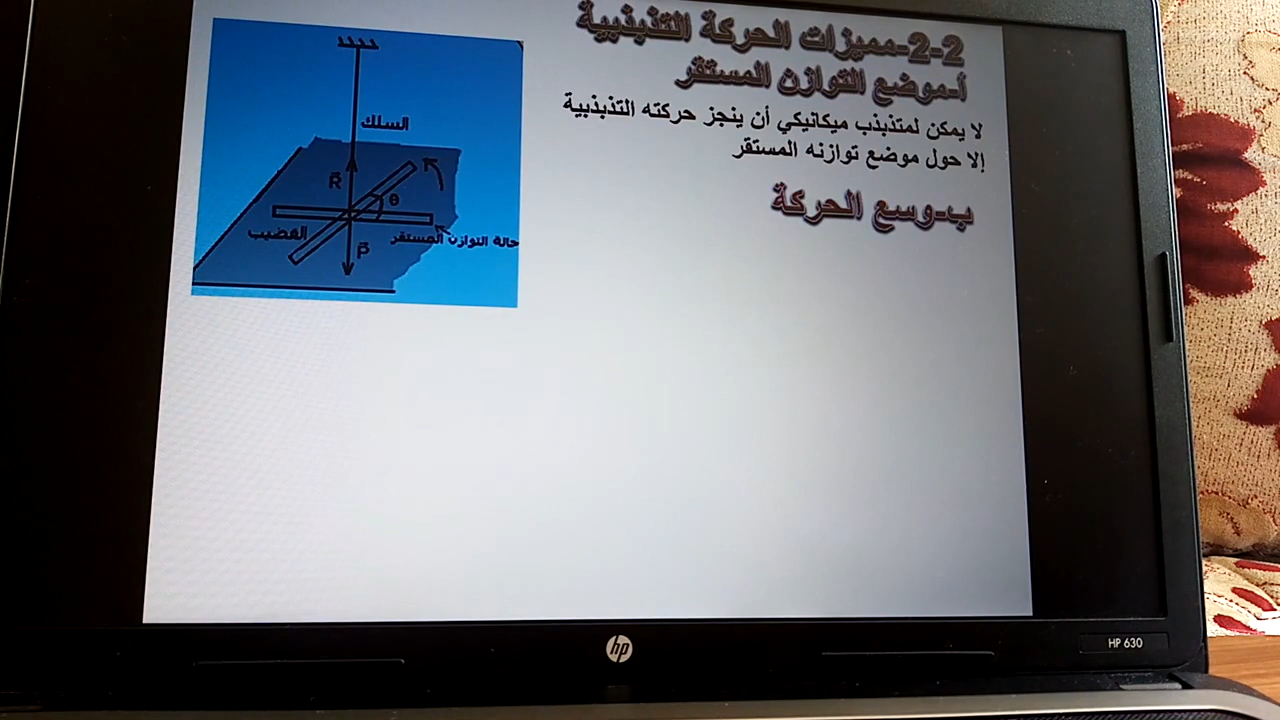 2-2-مميزات الحركة التذبذبية
أ-موضع التوازن المستقر
لا يمكن لمتذبذب ميكانيكي أن ينجز حركته التذبذبية
إلا حول موضع توازنه المستقر
ب-وسع الحركة
السلك
R
θ
القضيب
حالة التوازن المستقر
P
hp
HP 630